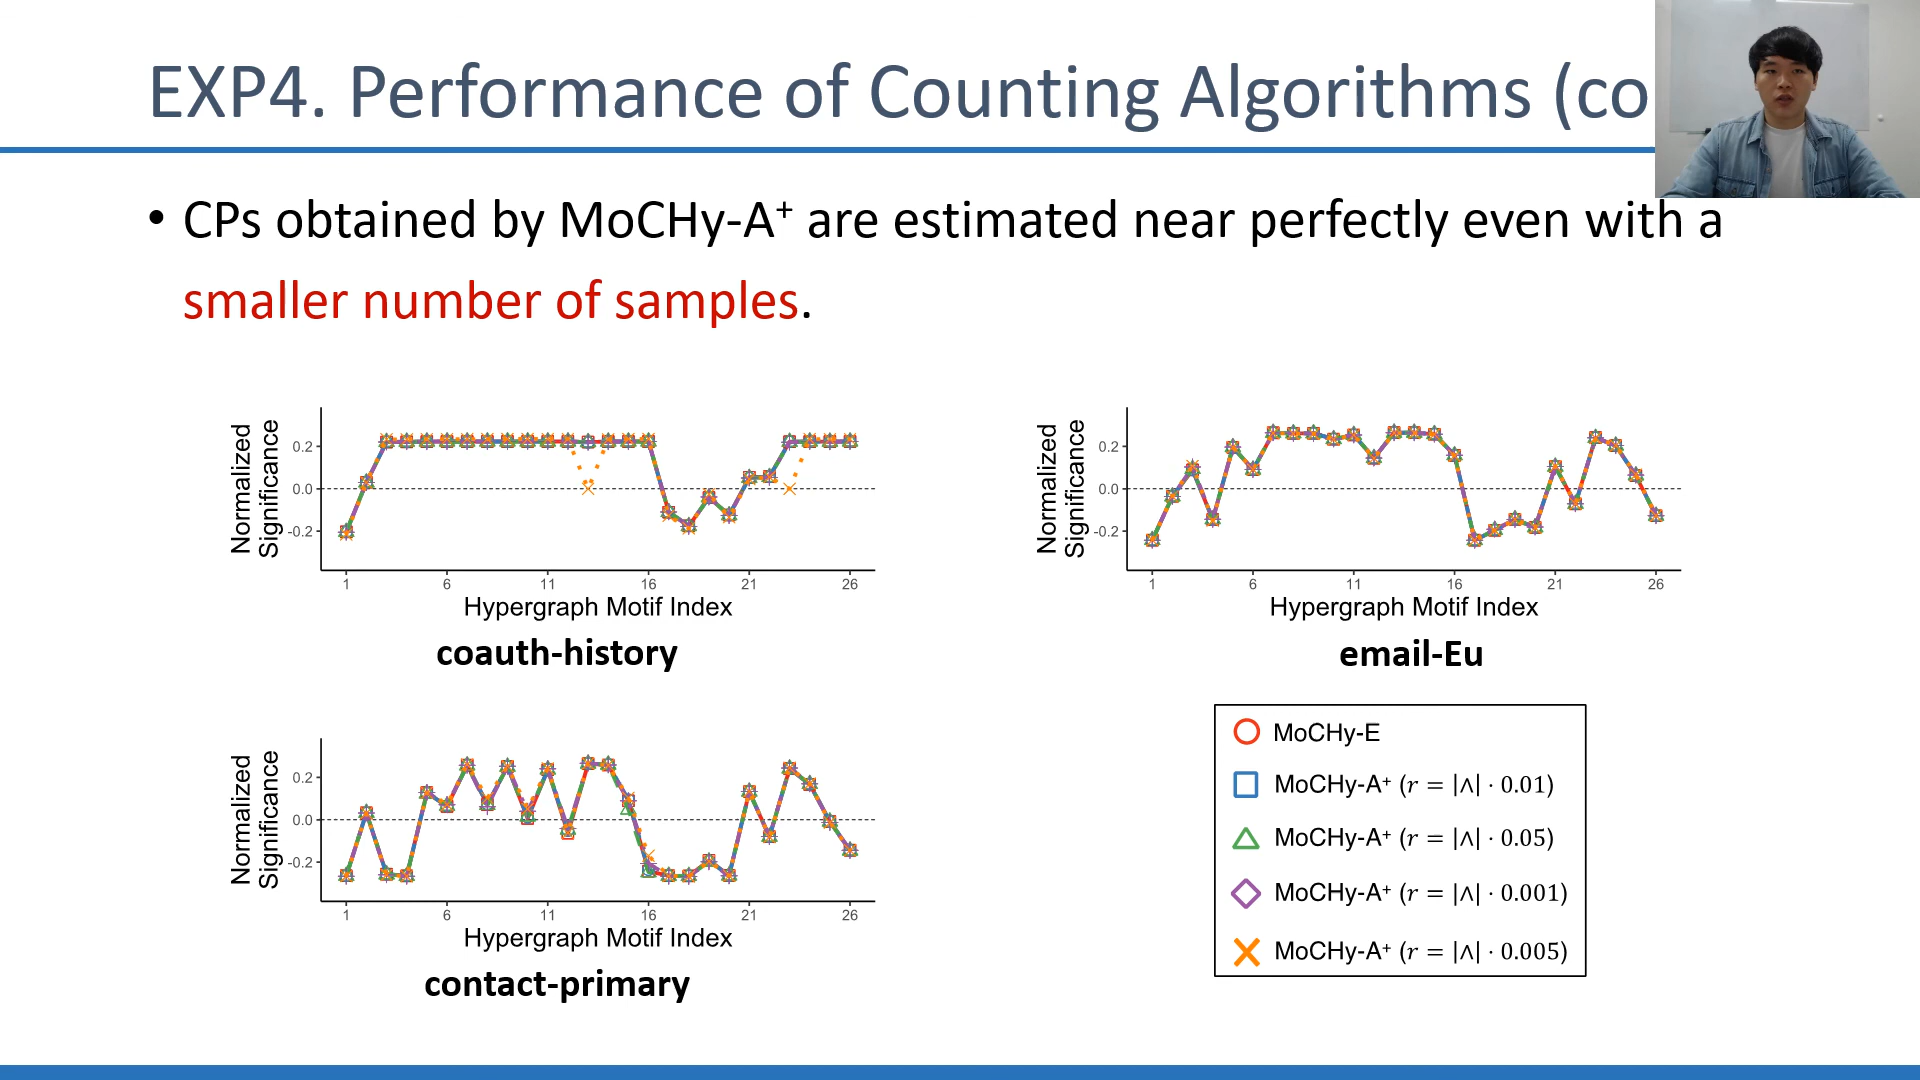 EXP4. Performance of Counting Algorithms (co
• CPs obtained by MoCHy-A⁺ are estimated near perfectly even with a
smaller number of samples.
Normalized
Significance
0.2
0.0
-0.2
1 6 11 16 21 26
Hypergraph Motif Index
coauth-history
Normalized
Significance
0.2
0.0
-0.2
1 6 11 16 21 26
Hypergraph Motif Index
email-Eu
Normalized
Significance
0.2
0.0
-0.2
1 6 11 16 21 26
Hypergraph Motif Index
contact-primary
MoCHy-E
MoCHy-A⁺ (r = |∧| · 0.01)
MoCHy-A⁺ (r = |∧| · 0.05)
MoCHy-A⁺ (r = |∧| · 0.001)
MoCHy-A⁺ (r = |∧| · 0.005)